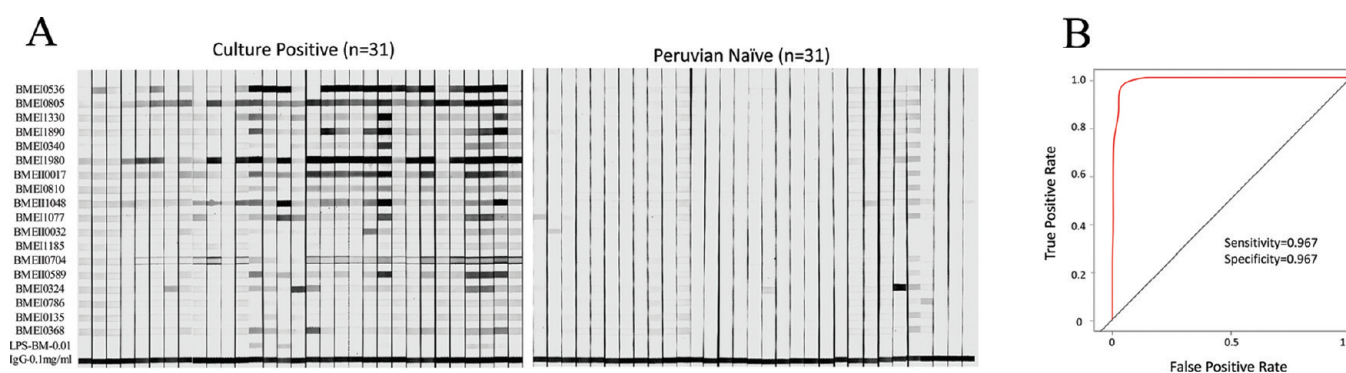 A
B
Culture Positive (n=31)
Peruvian Naïve (n=31)
BMEI0536
BMEI0805
BMEI1330
BMEI1890
BMEI0340
BMEI1980
BMEII0017
BMEI0810
BMEII1048
BMEI1077
BMEII0032
BMEI1185
BMEII0704
BMEII0589
BMEI0324
BMEI0786
BMEI0135
BMEI0368
LPS-BM-0.01
IgG-0.1mg/ml
True Positive Rate
1.0
0.8
0.6
0.4
0.2
0
Sensitivity=0.967
Specificity=0.967
0
0.5
1
False Positive Rate